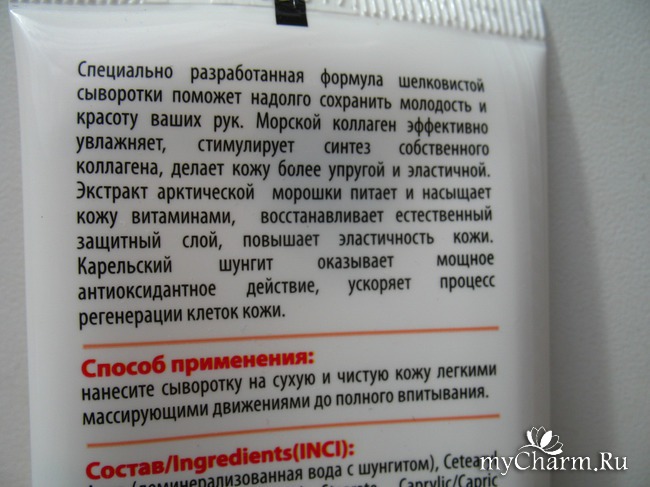 Специально разработанная формула шелковистой
сыворотки поможет надолго сохранить молодость и
красоту ваших рук. Морской коллаген эффективно
увлажняет, стимулирует синтез собственного
коллагена, делает кожу более упругой и эластичной.
Экстракт арктической морошки питает и насыщает
кожу витаминами, восстанавливает естественный
защитный слой, повышает эластичность кожи.
Карельский шунгит оказывает мощное
антиоксидантное действие, ускоряет процесс
регенерации клеток кожи.
Способ применения:
нанесите сыворотку на сухую и чистую кожу легкими
массирующими движениями до полного впитывания.
Состав/Ingredients(INCI):
(деминерализованная вода с шунгитом),
Caprylic/Capric
myCharm.Ru